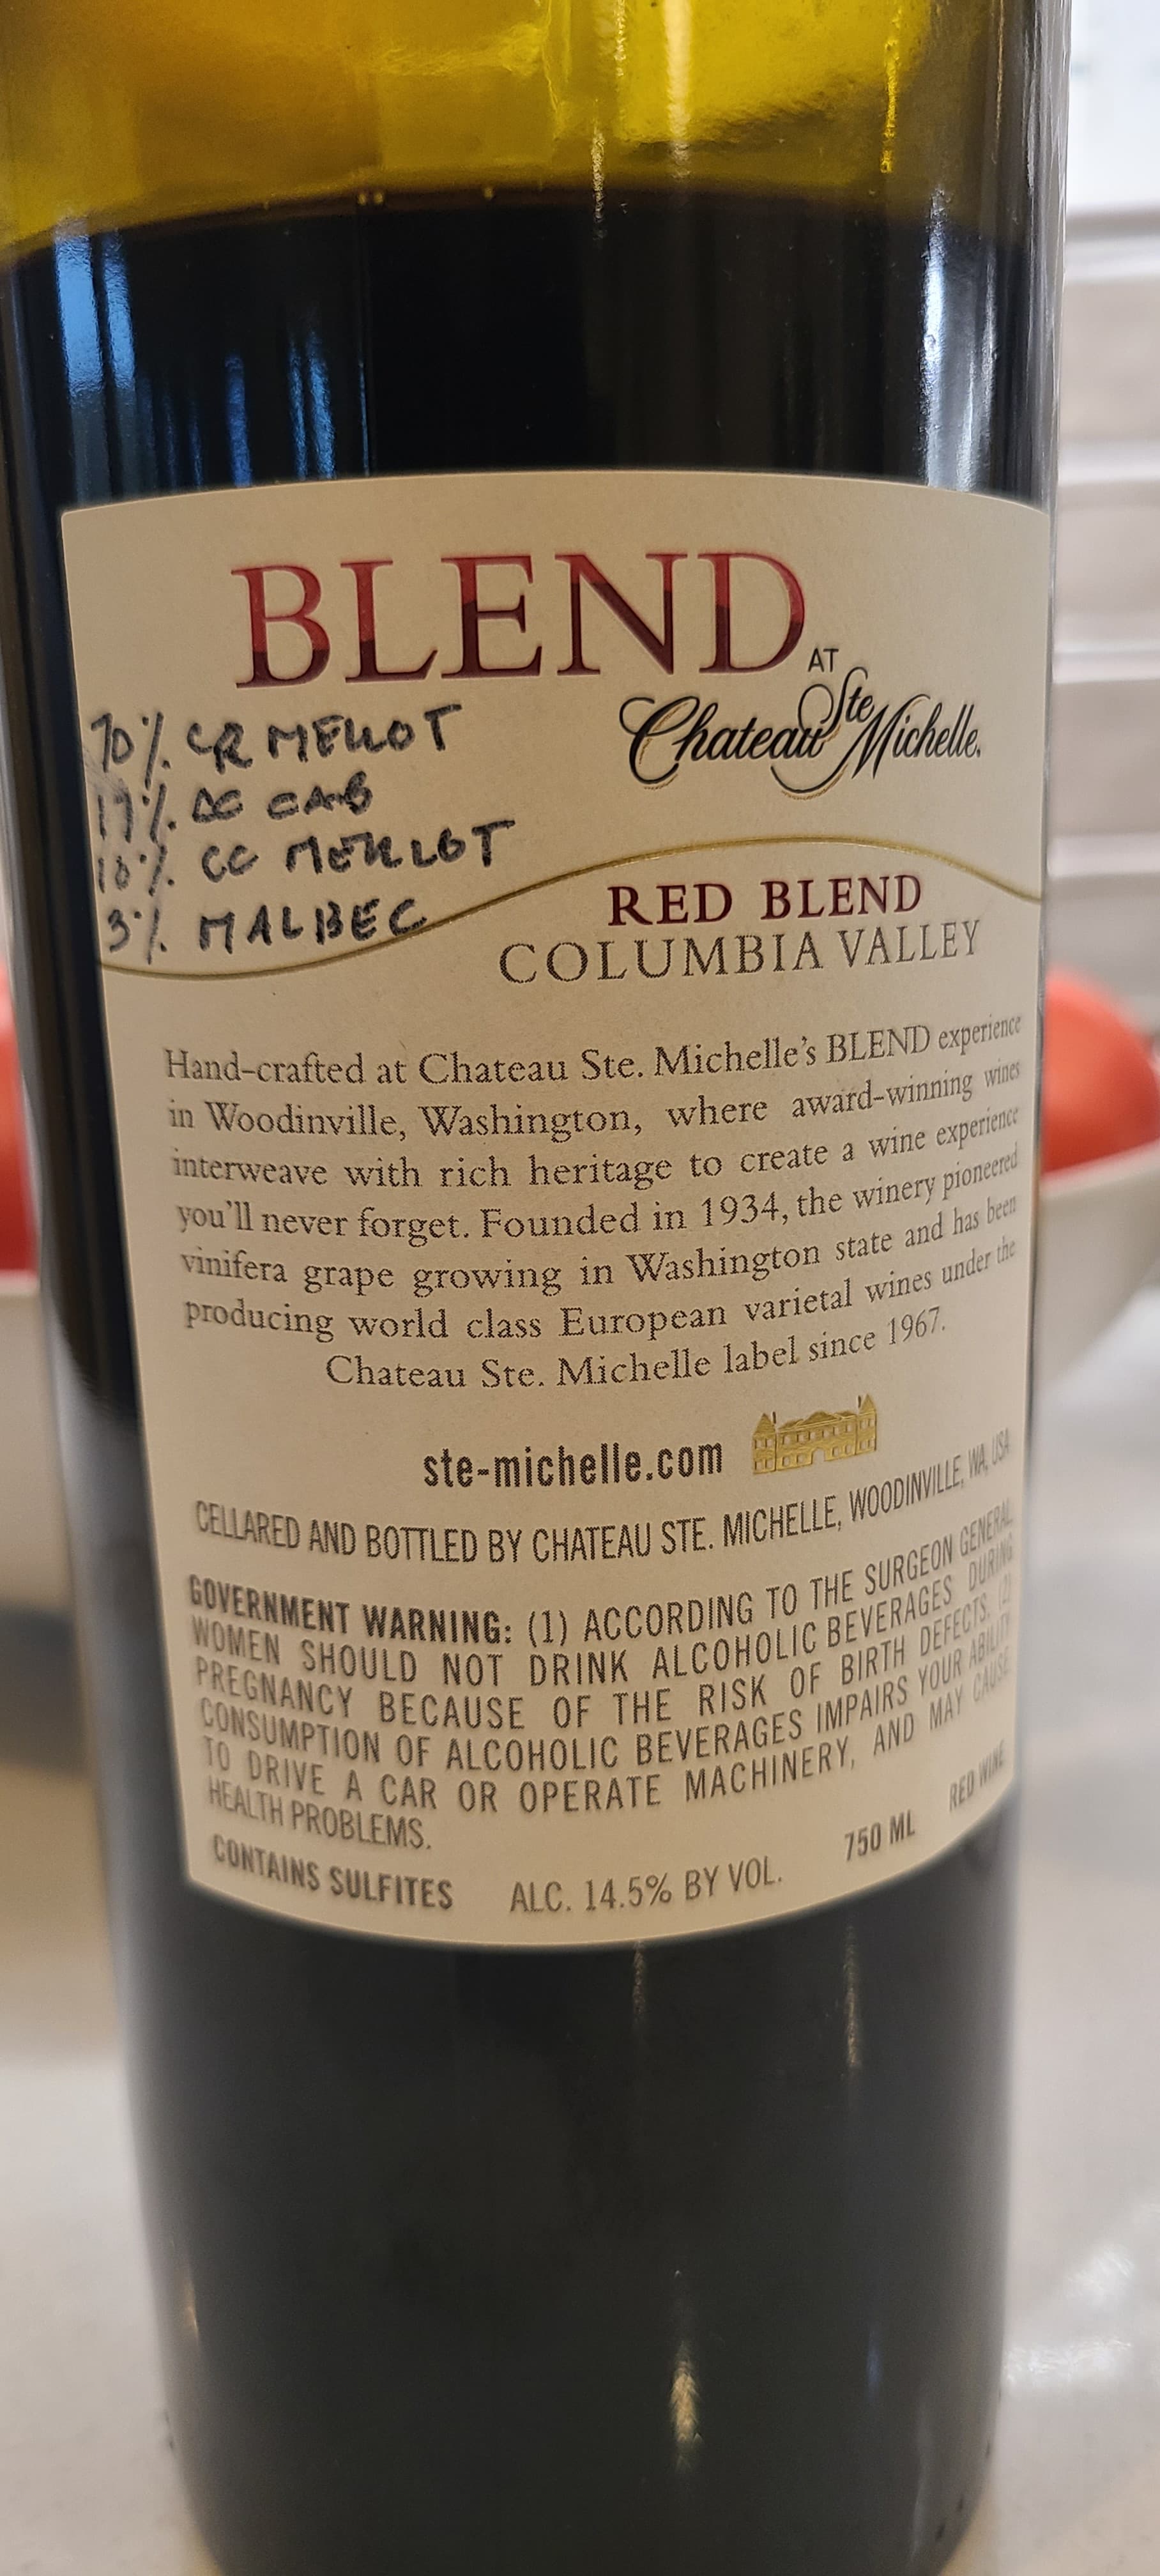 BLEND AT
Chateau Ste Michelle.
70% CR MERLOT
17% DC CAB
10% CC MERLOT
3% MALBEC
RED BLEND
COLUMBIA VALLEY
Hand-crafted at Chateau Ste. Michelle's BLEND experience
in Woodinville, Washington, where award-winning wines
interweave with rich heritage to create a wine experience
you'll never forget. Founded in 1934, the winery pioneered
vinifera grape growing in Washington state and has been
producing world class European varietal wines under the
Chateau Ste. Michelle label since 1967.
ste-michelle.com
CELLARED AND BOTTLED BY CHATEAU STE. MICHELLE, WOODINVILLE, WA, USA
GOVERNMENT WARNING: (1) ACCORDING TO THE SURGEON GENERAL
WOMEN SHOULD NOT DRINK ALCOHOLIC BEVERAGES DURING
PREGNANCY BECAUSE OF THE RISK OF BIRTH DEFECTS. (2)
CONSUMPTION OF ALCOHOLIC BEVERAGES IMPAIRS YOUR ABILITY
TO DRIVE A CAR OR OPERATE MACHINERY, AND MAY CAUSE
HEALTH PROBLEMS.
CONTAINS SULFITES ALC. 14.5% BY VOL. 750 ML RED WINE